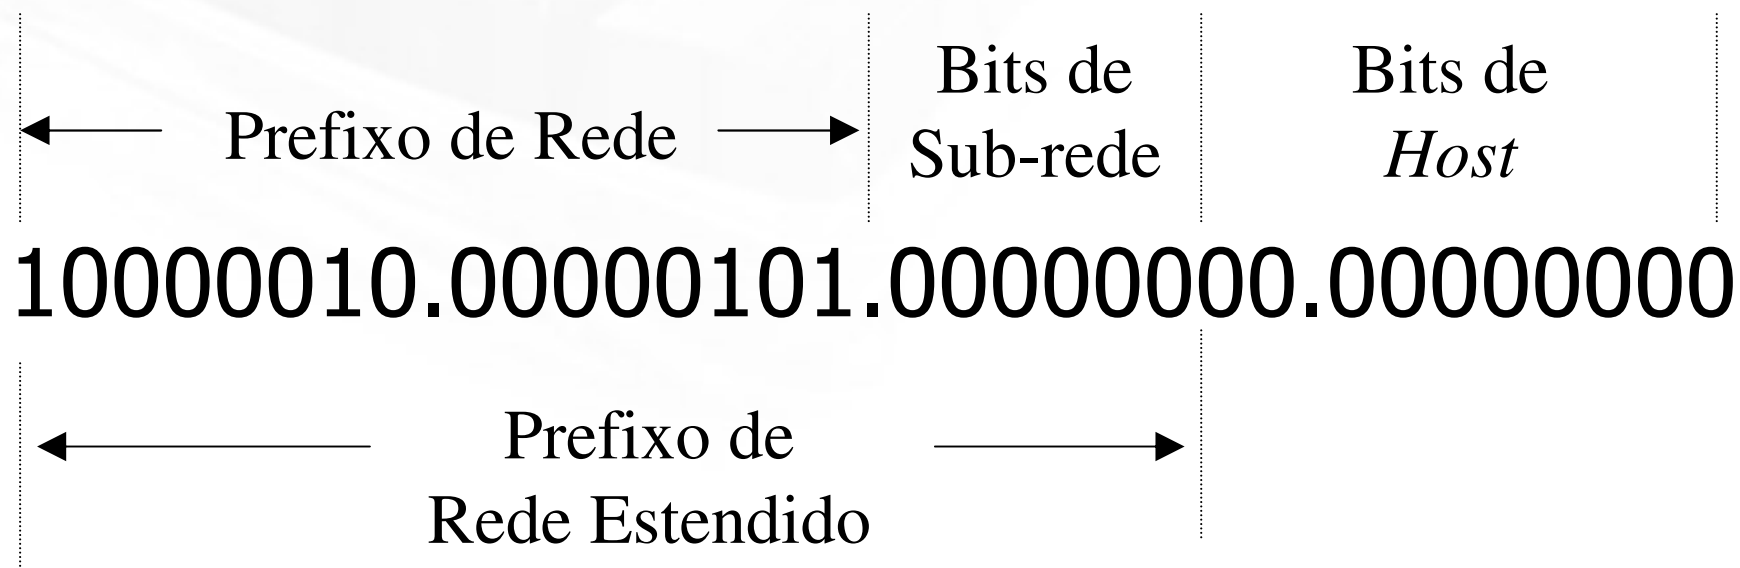 Prefixo de Rede
Bits de
Sub-rede
Bits de
Host
10000010.00000101.00000000.00000000
Prefixo de
Rede Estendido